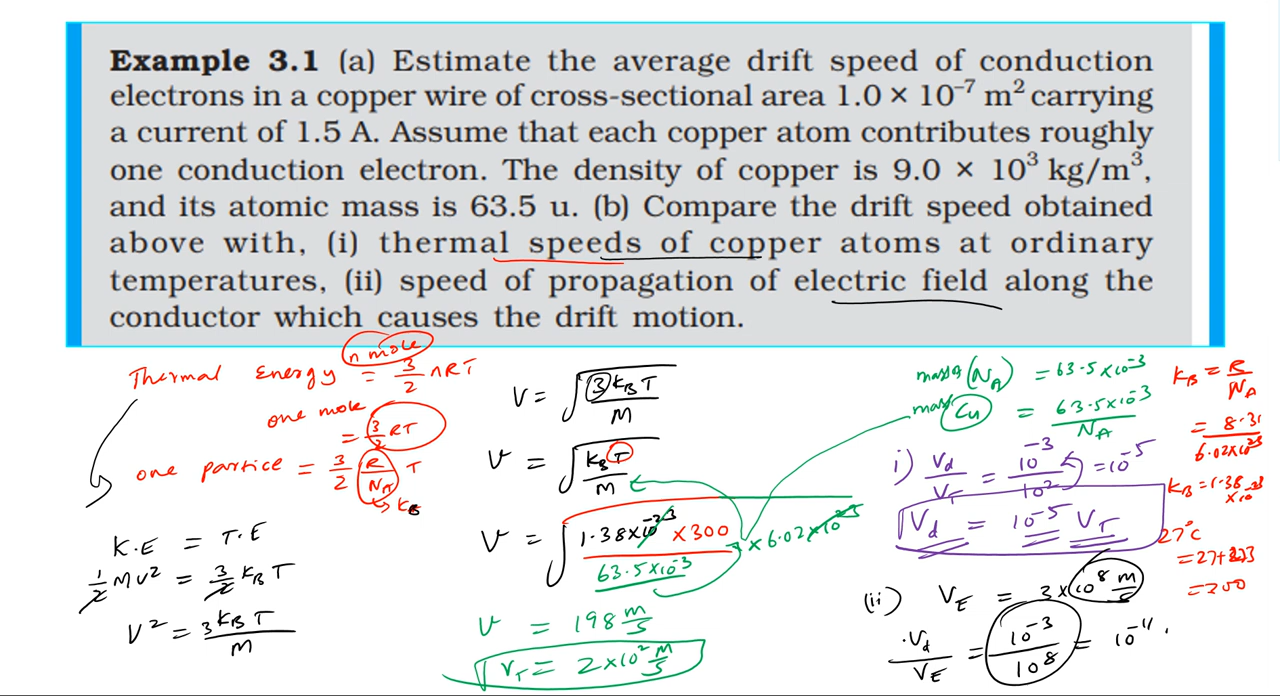 Example 3.1 (a) Estimate the average drift speed of conduction
electrons in a copper wire of cross-sectional area 1.0 × 10⁻⁷ m² carrying
a current of 1.5 A. Assume that each copper atom contributes roughly
one conduction electron. The density of copper is 9.0 × 10³ kg/m³,
and its atomic mass is 63.5 u. (b) Compare the drift speed obtained
above with, (i) thermal speeds of copper atoms at ordinary
temperatures, (ii) speed of propagation of electric field along the
conductor which causes the drift motion.
n mole
Thermal Energy = 3/2 nRT
one mole
= 3/2 RT
one partice = 3/2 R/N_A T
→ K_B
K.E = T.E
1/2 Mv² = 3/2 K_B T
V² = 3 K_B T / M
V = √(3 K_B T / M)
V = √(K_B T / M)
V = √(1.38×10⁻²³ × 300 / 63.5×10⁻³) × 6.02×10²³
V = 198 m/s
V_T = 2×10² m/s
mass (N_A) = 63.5×10⁻³
mass Cu = 63.5×10⁻³ / N_A
i) V_d / V_T = 10⁻³ / 10² = 10⁻⁵
V_d = 10⁻⁵ V_T
(ii) V_E = 3×10⁸ m/s
V_d / V_E = 10⁻³ / 10⁸ = 10⁻¹¹
K_B = R / N_A
= 8.31 / 6.02×10²³
K_B = 1.38 ×10⁻²³
27°C
= 27+273
= 300